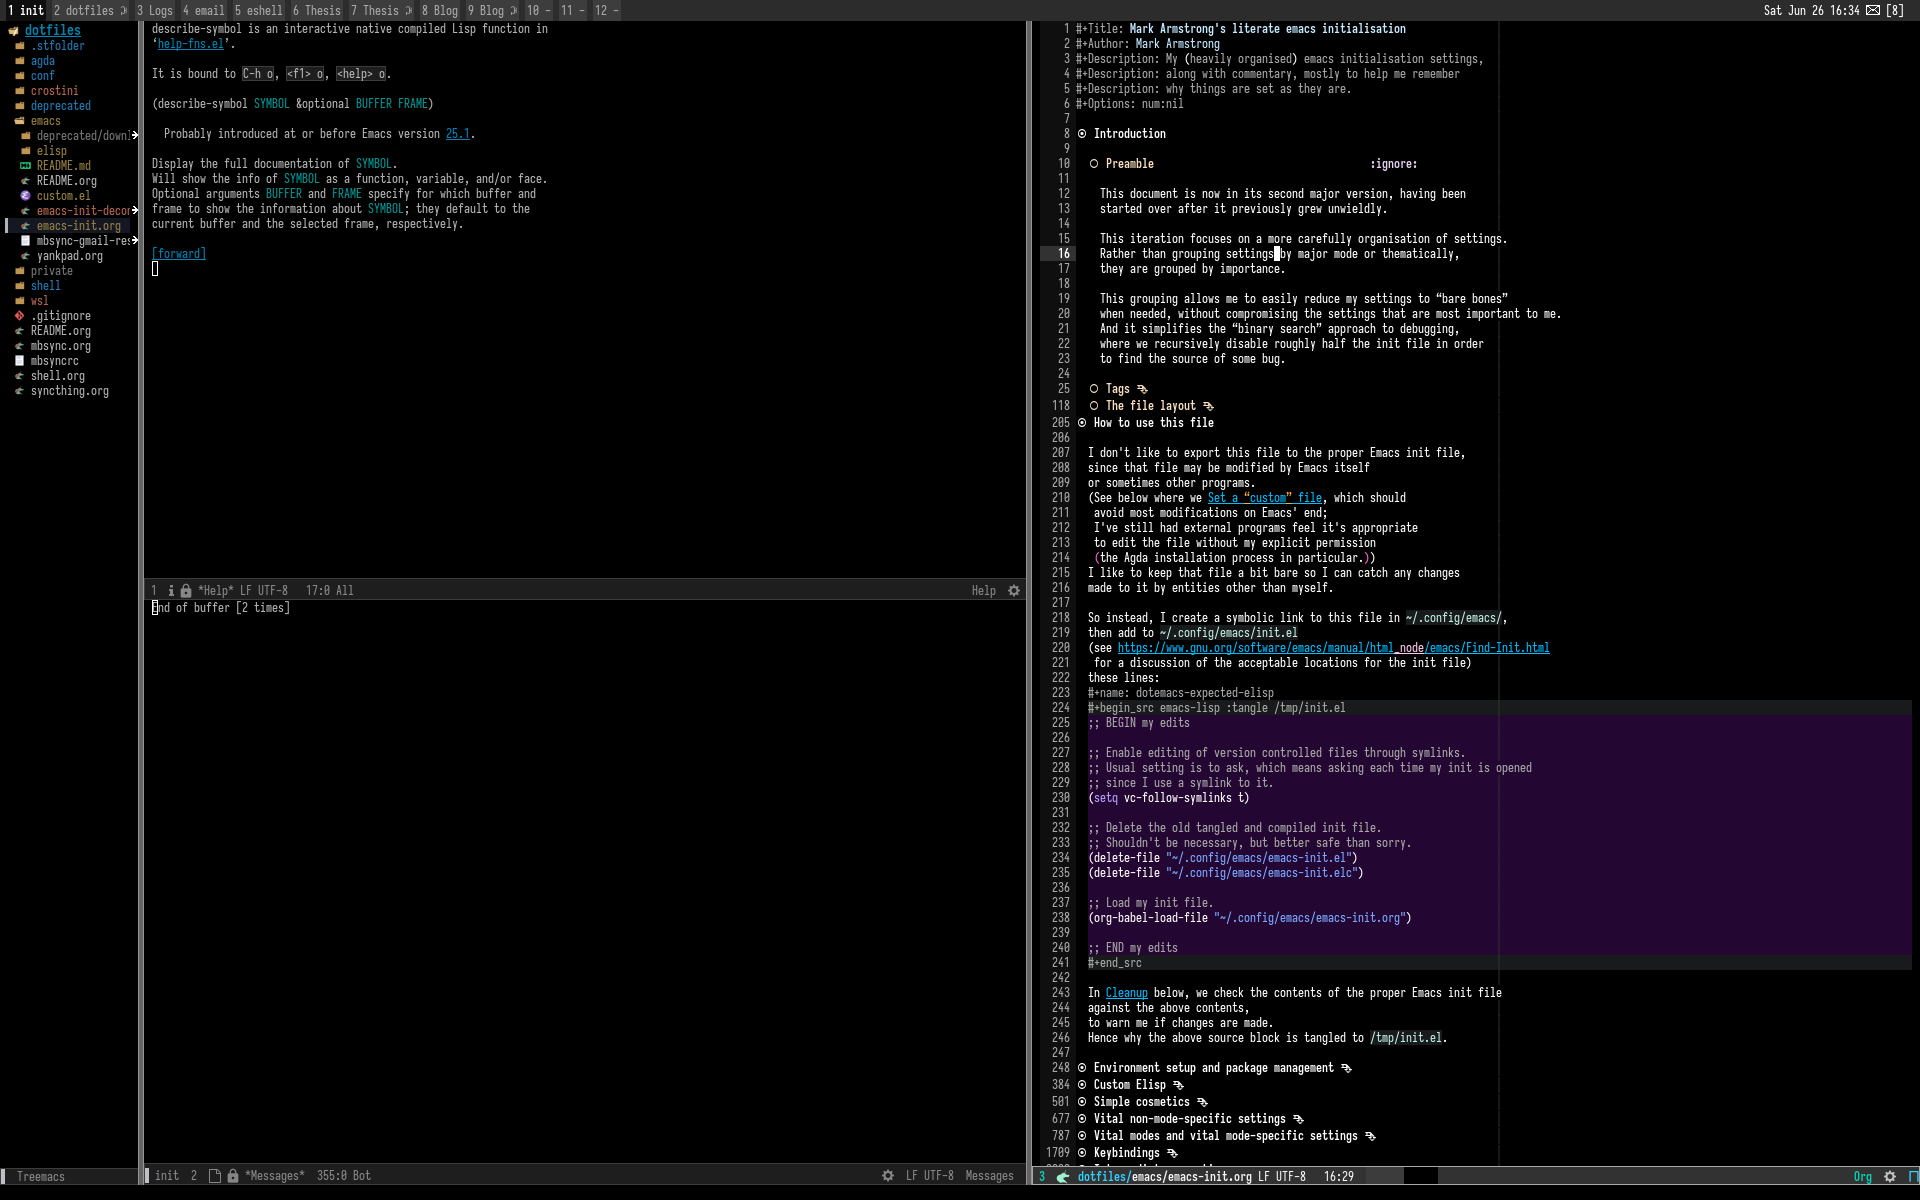 1 init 2 dotfiles 3 Logs 4 email 5 eshell 6 Thesis 7 Thesis 8 Blog 9 Blog 10 - 11 - 12 -
Sat Jun 26 16:34 [8]
dotfiles
.stfolder
agda
conf
crostini
deprecated
emacs
deprecated/downl
elisp
README.md
README.org
custom.el
emacs-init-decor
emacs-init.org
mbsync-gmail-res
yankpad.org
private
shell
wsl
.gitignore
README.org
mbsync.org
mbsyncrc
shell.org
syncthing.org
Treemacs
describe-symbol is an interactive native compiled Lisp function in
‘help-fns.el’.
It is bound to C-h o, <f1> o, <help> o.
(describe-symbol SYMBOL &optional BUFFER FRAME)
Probably introduced at or before Emacs version 25.1.
Display the full documentation of SYMBOL.
Will show the info of SYMBOL as a function, variable, and/or face.
Optional arguments BUFFER and FRAME specify for which buffer and
frame to show the information about SYMBOL; they default to the
current buffer and the selected frame, respectively.
[forward]
1 *Help* LF UTF-8 17:0 All Help
End of buffer [2 times]
init 2 *Messages* 355:0 Bot LF UTF-8 Messages
1 #+Title: Mark Armstrong's literate emacs initialisation
2 #+Author: Mark Armstrong
3 #+Description: My (heavily organised) emacs initialisation settings,
4 #+Description: along with commentary, mostly to help me remember
5 #+Description: why things are set as they are.
6 #+Options: num:nil
7
8 Introduction
9
10 Preamble :ignore:
11
12 This document is now in its second major version, having been
13 started over after it previously grew unwieldly.
14
15 This iteration focuses on a more carefully organisation of settings.
16 Rather than grouping settings by major mode or thematically,
17 they are grouped by importance.
18
19 This grouping allows me to easily reduce my settings to “bare bones”
20 when needed, without compromising the settings that are most important to me.
21 And it simplifies the “binary search” approach to debugging,
22 where we recursively disable roughly half the init file in order
23 to find the source of some bug.
24
25 Tags
118 The file layout
205 How to use this file
206
207 I don't like to export this file to the proper Emacs init file,
208 since that file may be modified by Emacs itself
209 or sometimes other programs.
210 (See below where we Set a “custom” file, which should
211 avoid most modifications on Emacs' end;
212 I've still had external programs feel it's appropriate
213 to edit the file without my explicit permission
214 (the Agda installation process in particular.))
215 I like to keep that file a bit bare so I can catch any changes
216 made to it by entities other than myself.
217
218 So instead, I create a symbolic link to this file in ~/.config/emacs/,
219 then add to ~/.config/emacs/init.el
220 (see https://www.gnu.org/software/emacs/manual/html_node/emacs/Find-Init.html
221 for a discussion of the acceptable locations for the init file)
222 these lines:
223 #+name: dotemacs-expected-elisp
224 #+begin_src emacs-lisp :tangle /tmp/init.el
225 ;; BEGIN my edits
226
227 ;; Enable editing of version controlled files through symlinks.
228 ;; Usual setting is to ask, which means asking each time my init is opened
229 ;; since I use a symlink to it.
230 (setq vc-follow-symlinks t)
231
232 ;; Delete the old tangled and compiled init file.
233 ;; Shouldn't be necessary, but better safe than sorry.
234 (delete-file "~/.config/emacs/emacs-init.el")
235 (delete-file "~/.config/emacs/emacs-init.elc")
236
237 ;; Load my init file.
238 (org-babel-load-file "~/.config/emacs/emacs-init.org")
239
240 ;; END my edits
241 #+end_src
242
243 In Cleanup below, we check the contents of the proper Emacs init file
244 against the above contents,
245 to warn me if changes are made.
246 Hence why the above source block is tangled to /tmp/init.el.
247
248 Environment setup and package management
384 Custom Elisp
501 Simple cosmetics
677 Vital non-mode-specific settings
787 Vital modes and vital mode-specific settings
1709 Keybindings
3 dotfiles/emacs/emacs-init.org LF UTF-8 16:29 Org